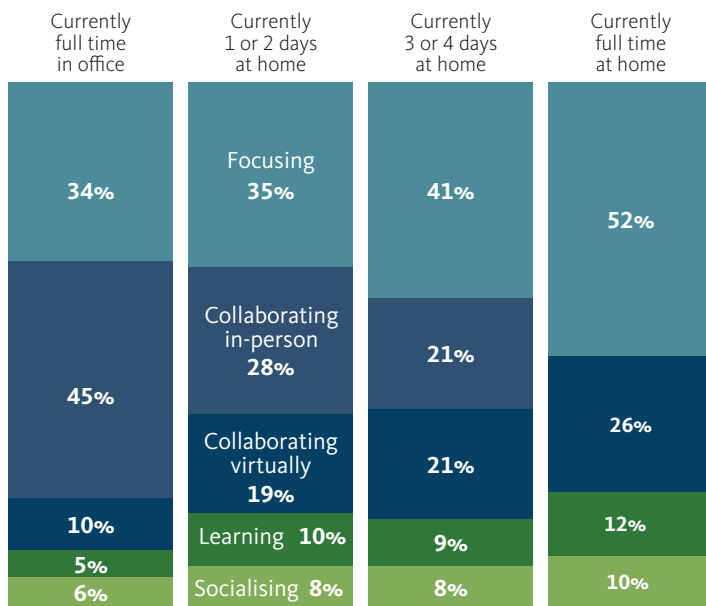 Currently
full time
in office
Currently
1 or 2 days
at home
Currently
3 or 4 days
at home
Currently
full time
at home
34%
45%
10%
5%
6%
Focusing
35%
Collaborating
in-person
28%
Collaborating
virtually
19%
Learning 10%
Socialising 8%
41%
21%
21%
9%
8%
52%
26%
12%
10%